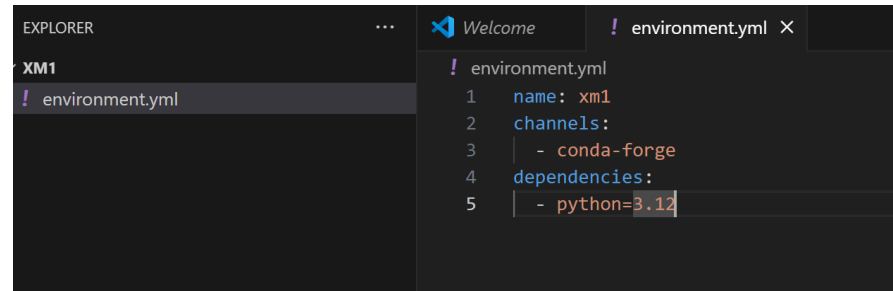 EXPLORER
...
XM1
! environment.yml
Welcome
! environment.yml ×
! environment.yml
1 name: xm1
2 channels:
3 - conda-forge
4 dependencies:
5 - python=3.12